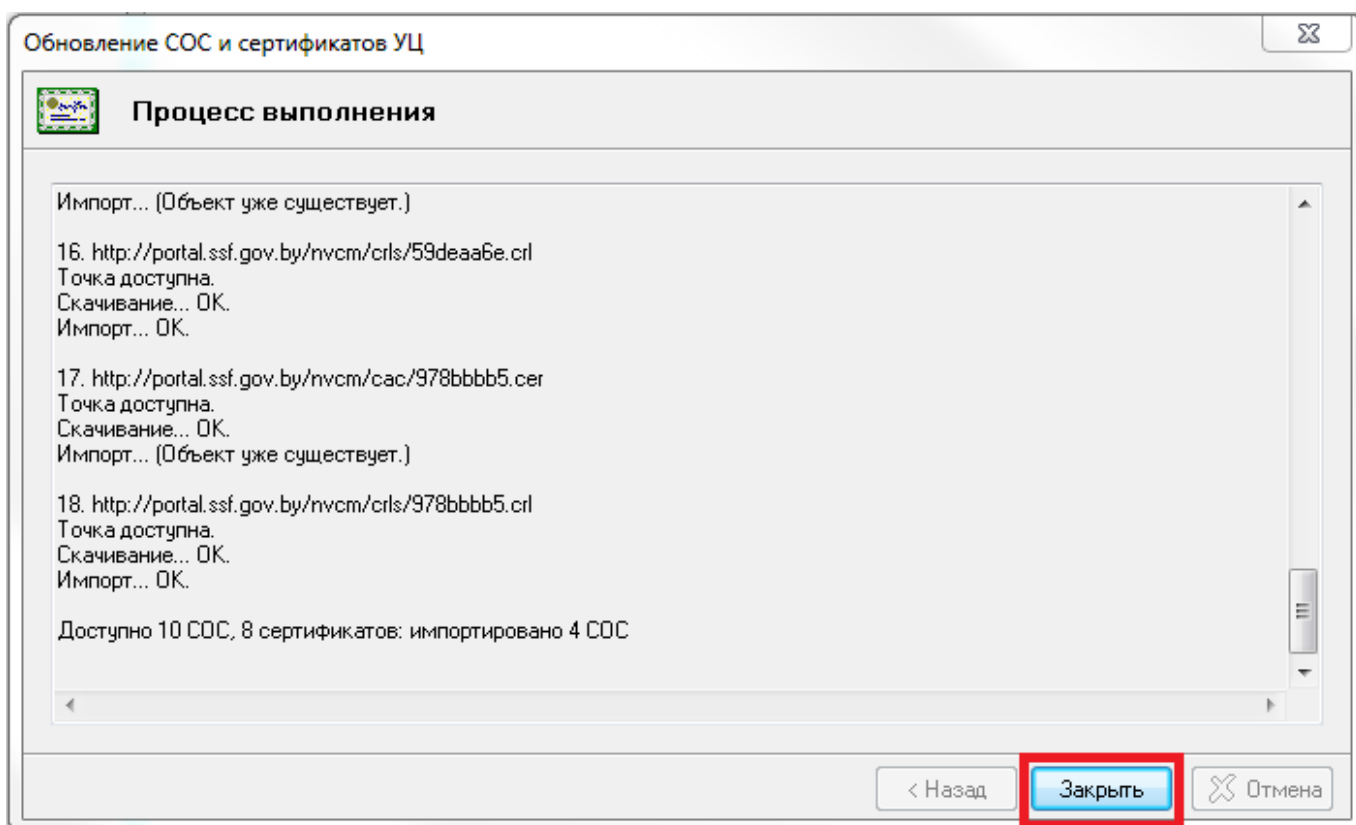 Обновление СОС и сертификатов УЦ
Процесс выполнения
Импорт... (Объект уже существует.)
16. http://portal.ssf.gov.by/nvcm/crls/59deaa6e.crl
Точка доступна.
Скачивание... OK.
Импорт... OK.
17. http://portal.ssf.gov.by/nvcm/cac/978bbbb5.cer
Точка доступна.
Скачивание... OK.
Импорт... (Объект уже существует.)
18. http://portal.ssf.gov.by/nvcm/crls/978bbbb5.crl
Точка доступна.
Скачивание... OK.
Импорт... OK.
Доступно 10 СОС, 8 сертификатов: импортировано 4 СОС
< Назад
Закрыть
Отмена